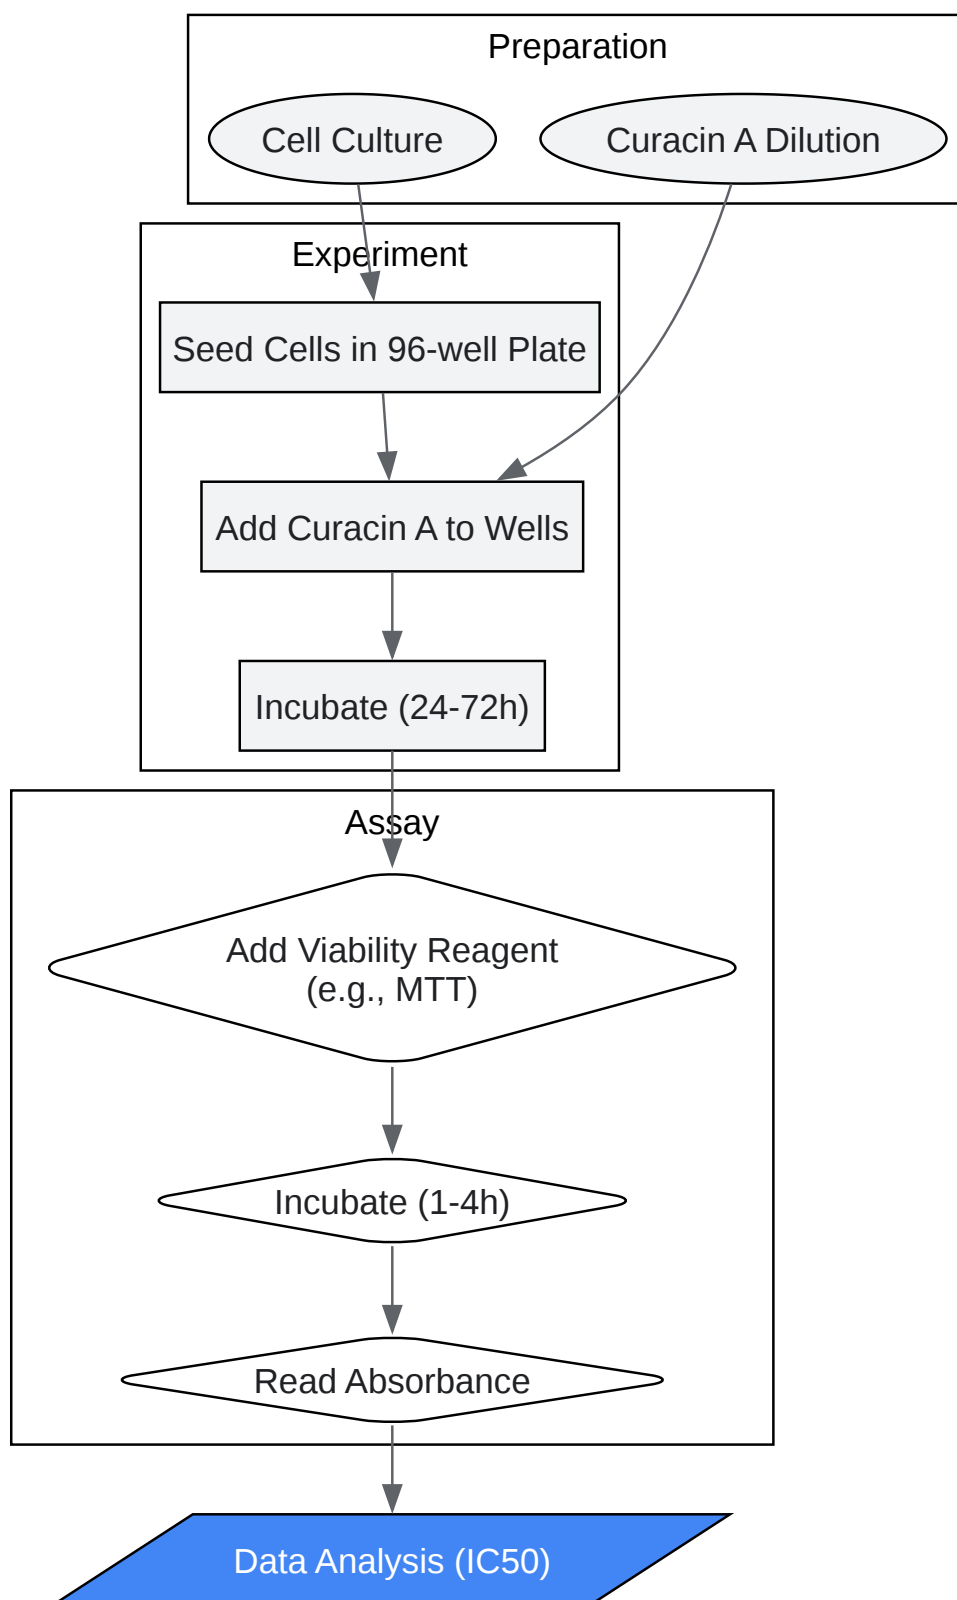 Preparation
Cell Culture
Curacin A Dilution
Experiment
Seed Cells in 96-well Plate
Add Curacin A to Wells
Incubate (24-72h)
Assay
Add Viability Reagent
(e.g., MTT)
Incubate (1-4h)
Read Absorbance
Data Analysis (IC50)